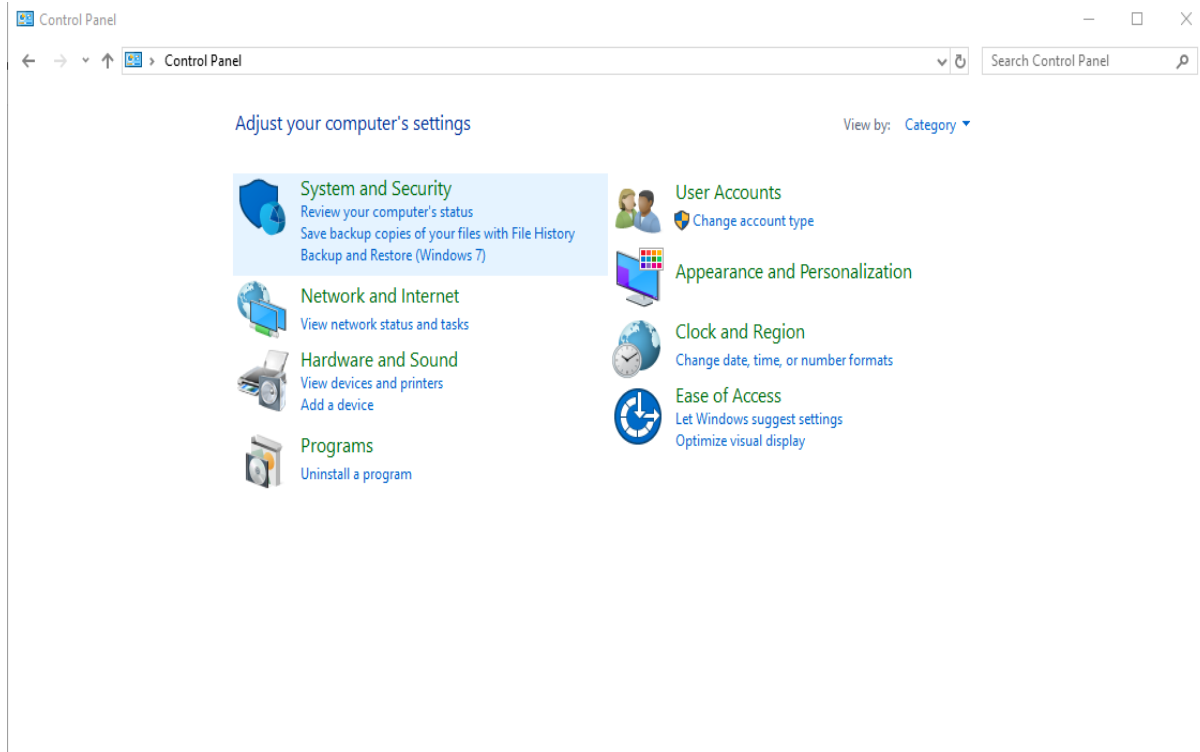 Control Panel
Control Panel
Search Control Panel
Adjust your computer's settings
View by: Category
System and Security
Review your computer's status
Save backup copies of your files with File History
Backup and Restore (Windows 7)
Network and Internet
View network status and tasks
Hardware and Sound
View devices and printers
Add a device
Programs
Uninstall a program
User Accounts
Change account type
Appearance and Personalization
Clock and Region
Change date, time, or number formats
Ease of Access
Let Windows suggest settings
Optimize visual display